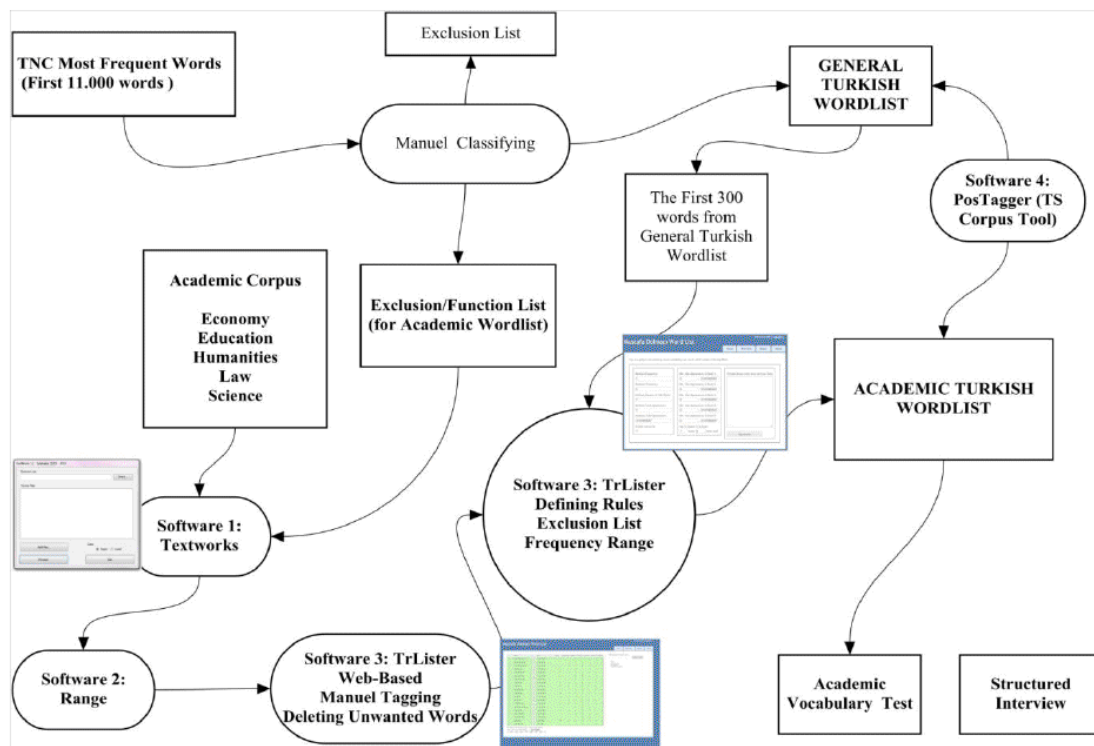 Exclusion List
TNC Most Frequent Words
(First 11.000 words )
GENERAL
TURKISH
WORDLIST
Manuel Classifying
The First 300
words from
General Turkish
Wordlist
Software 4:
PosTagger (TS
Corpus Tool)
Academic Corpus
Economy
Education
Humanities
Law
Science
Exclusion/Function List
(for Academic Wordlist)
ACADEMIC TURKISH
WORDLIST
Software 1:
Textworks
Software 3: TrLister
Defining Rules
Exclusion List
Frequency Range
Software 2:
Range
Software 3: TrLister
Web-Based
Manuel Tagging
Deleting Unwanted Words
Academic
Vocabulary Test
Structured
Interview